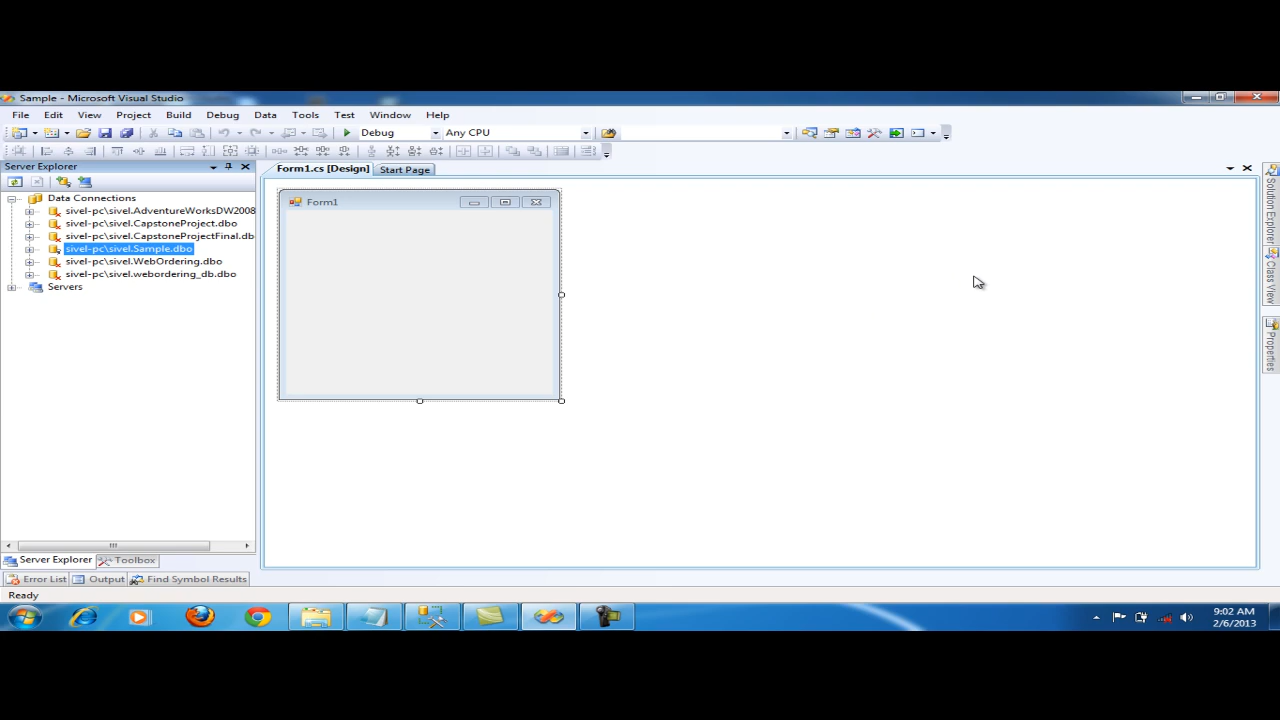 Sample - Microsoft Visual Studio
File Edit View Project Build Debug Data Tools Test Window Help
Debug Any CPU
Server Explorer
Form1.cs [Design] Start Page
Data Connections
sivel-pc\sivel.AdventureWorksDW2008
sivel-pc\sivel.CapstoneProject.dbo
sivel-pc\sivel.CapstoneProjectFinal.db
sivel-pc\sivel.Sample.dbo
sivel-pc\sivel.WebOrdering.dbo
sivel-pc\sivel.webordering_db.dbo
Servers
Form1
Solution Explorer
Class View
Properties
Server Explorer Toolbox
Error List Output Find Symbol Results
Ready
9:02 AM
2/6/2013